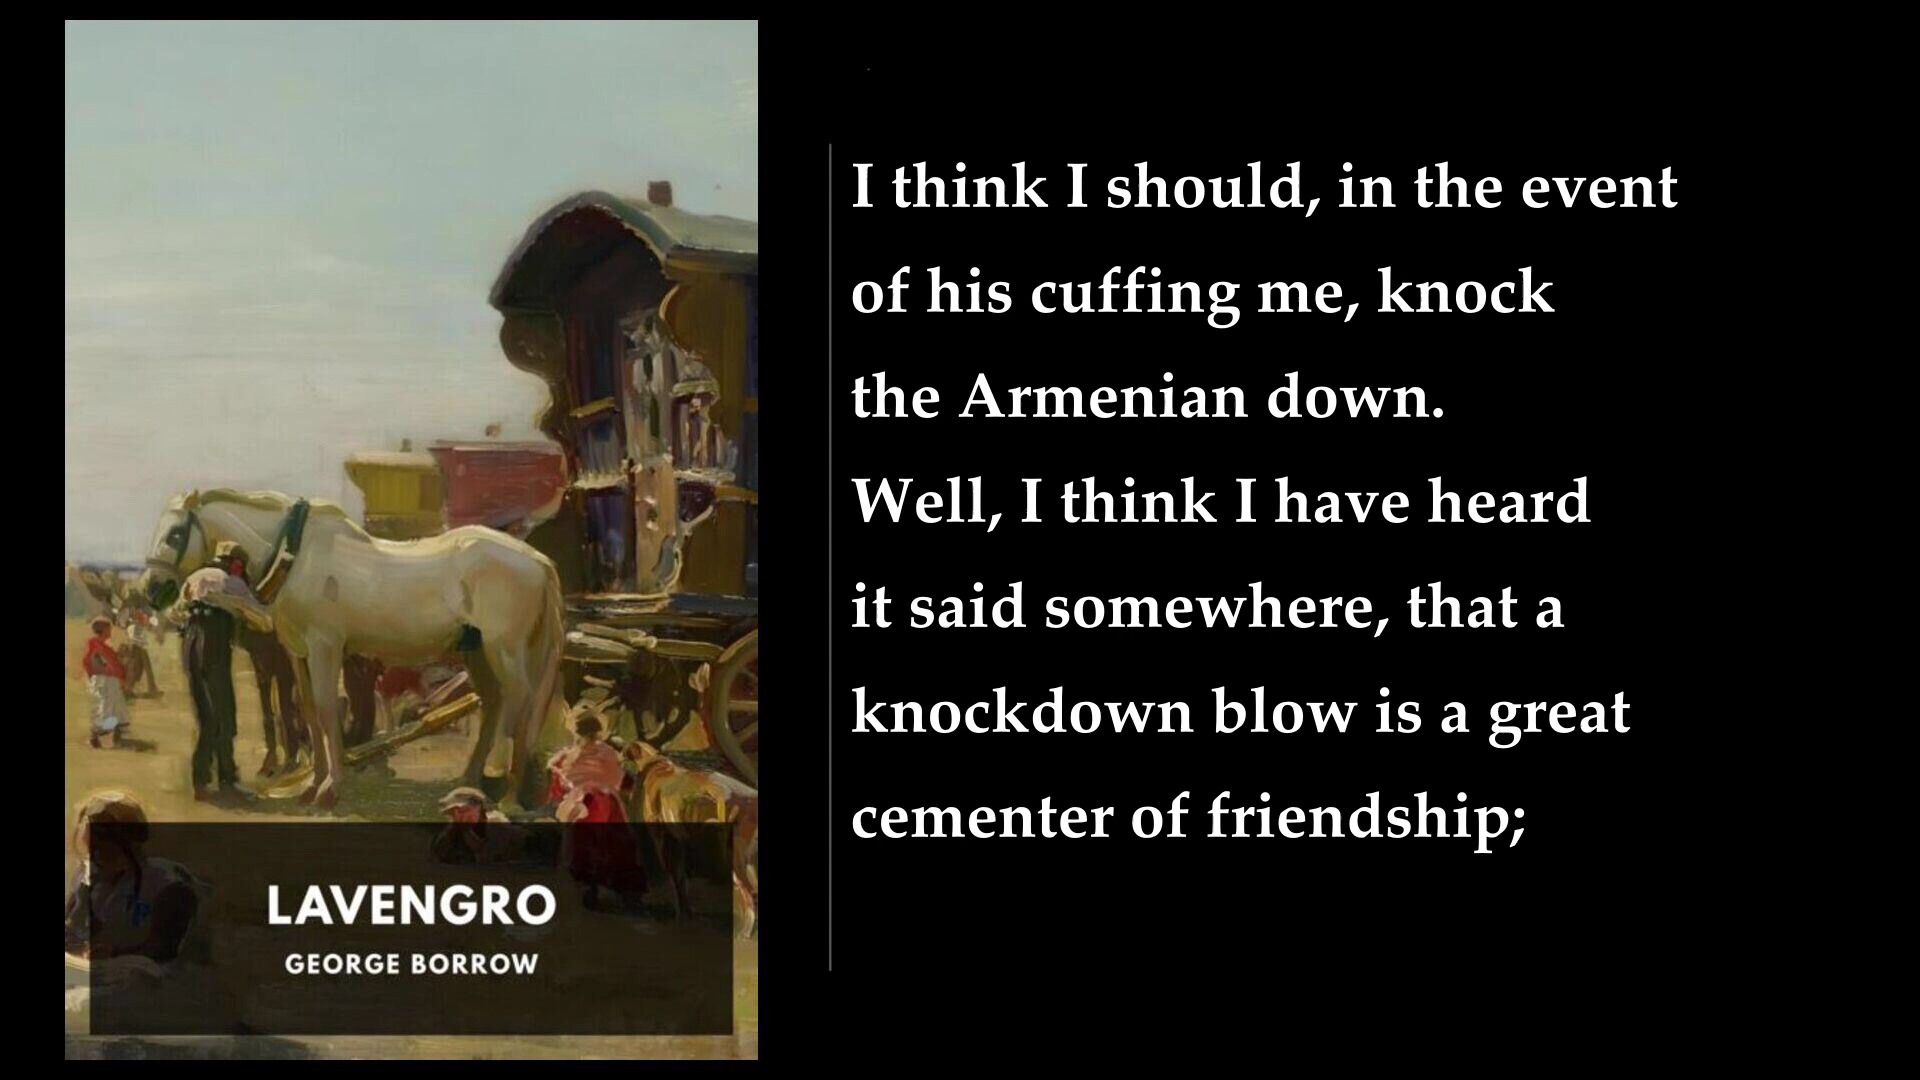 LAVENGRO
GEORGE BORROW
I think I should, in the event
of his cuffing me, knock
the Armenian down.
Well, I think I have heard
it said somewhere, that a
knockdown blow is a great
cementer of friendship;